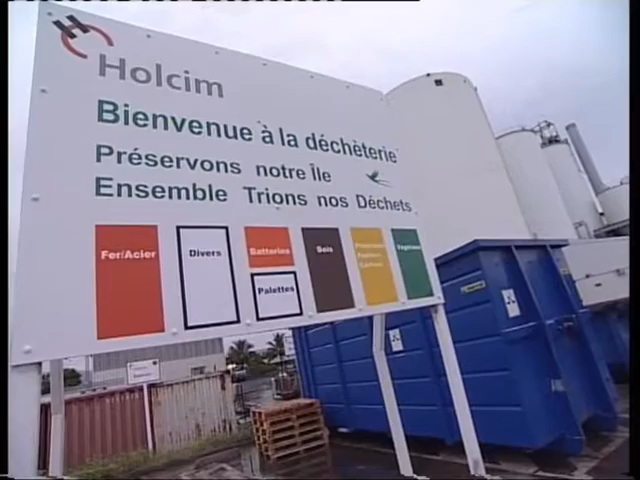 Holcim
Bienvenue à la déchèterie
Préservons notre île
Ensemble Trions nos Déchets
Fer/Acier
Divers
Batteries
Palettes
Bois
Végétaux